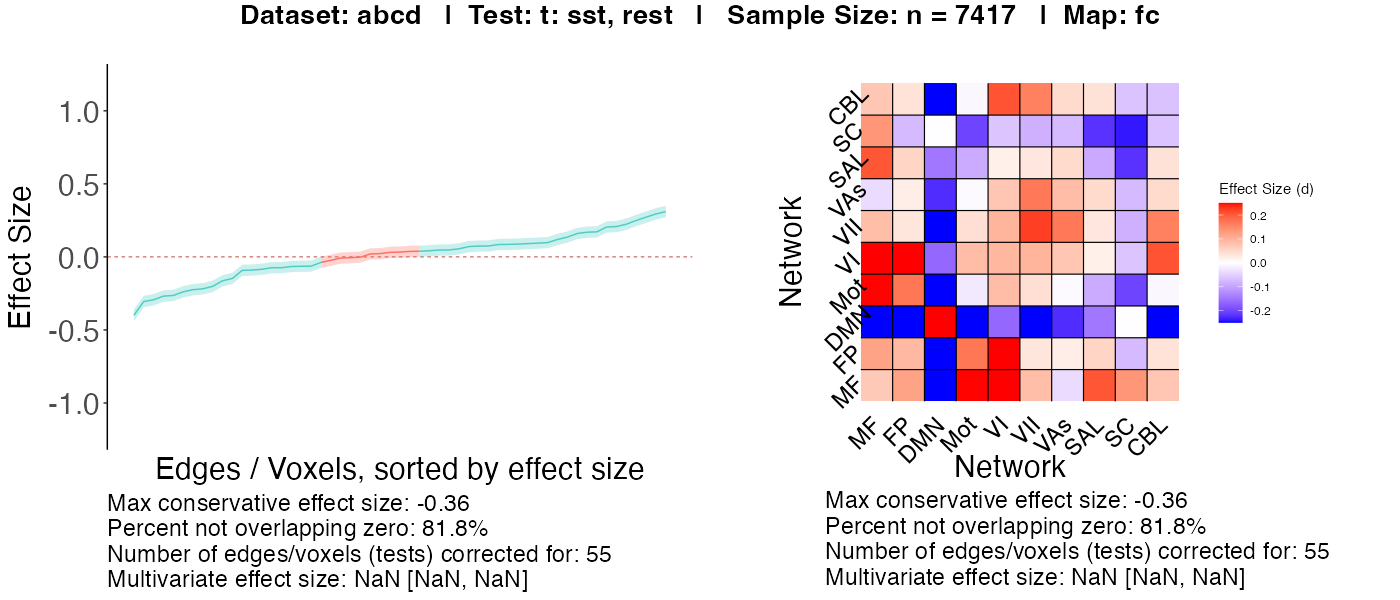 Dataset: abcd | Test: t: sst, rest | Sample Size: n = 7417 | Map: fc
Effect Size
1.0
0.5
0.0
-0.5
-1.0
Edges / Voxels, sorted by effect size
Max conservative effect size: -0.36
Percent not overlapping zero: 81.8%
Number of edges/voxels (tests) corrected for: 55
Multivariate effect size: NaN [NaN, NaN]
Network
CBL
SC
SAL
VAs
VII
VI
Mot
DMN
FP
MF
MF FP DMN Mot VI VII VAs SAL SC CBL
Network
Effect Size (d)
0.2
0.1
0.0
-0.1
-0.2
Max conservative effect size: -0.36
Percent not overlapping zero: 81.8%
Number of edges/voxels (tests) corrected for: 55
Multivariate effect size: NaN [NaN, NaN]